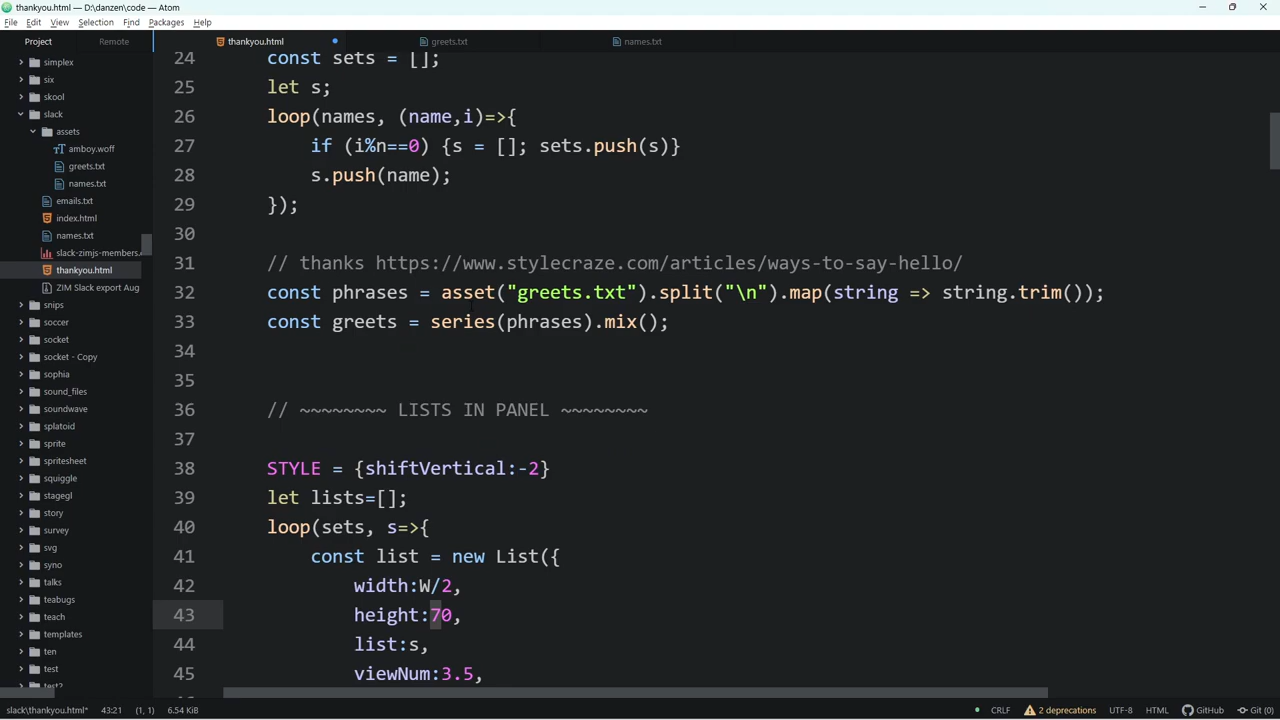 thankyou.html — D:\danzen\code — Atom
File Edit View Selection Find Packages Help
Project Remote thankyou.html greets.txt names.txt
simplex
six
skool
slack
assets
amboy.woff
greets.txt
names.txt
emails.txt
index.html
names.txt
slack-zimjs-members.
thankyou.html
ZIM Slack export Aug
snips
soccer
socket
socket - Copy
sophia
sound_files
soundwave
splatoid
sprite
spritesheet
squiggle
stagegl
story
survey
svg
syno
talks
teabugs
teach
templates
ten
test
test2
24 const sets = [];
25 let s;
26 loop(names, (name,i)=>{
27 if (i%n==0) {s = []; sets.push(s)}
28 s.push(name);
29 });
30
31 // thanks https://www.stylecraze.com/articles/ways-to-say-hello/
32 const phrases = asset("greets.txt").split("\n").map(string => string.trim());
33 const greets = series(phrases).mix();
34
35
36 // ~~~~~~~~ LISTS IN PANEL ~~~~~~~~
37
38 STYLE = {shiftVertical:-2}
39 let lists=[];
40 loop(sets, s=>{
41 const list = new List({
42 width:W/2,
43 height:70,
44 list:s,
45 viewNum:3.5,
slack\thankyou.html* 43:21 (1, 1) 6.54 KiB CRLF 2 deprecations UTF-8 HTML GitHub Git (0)